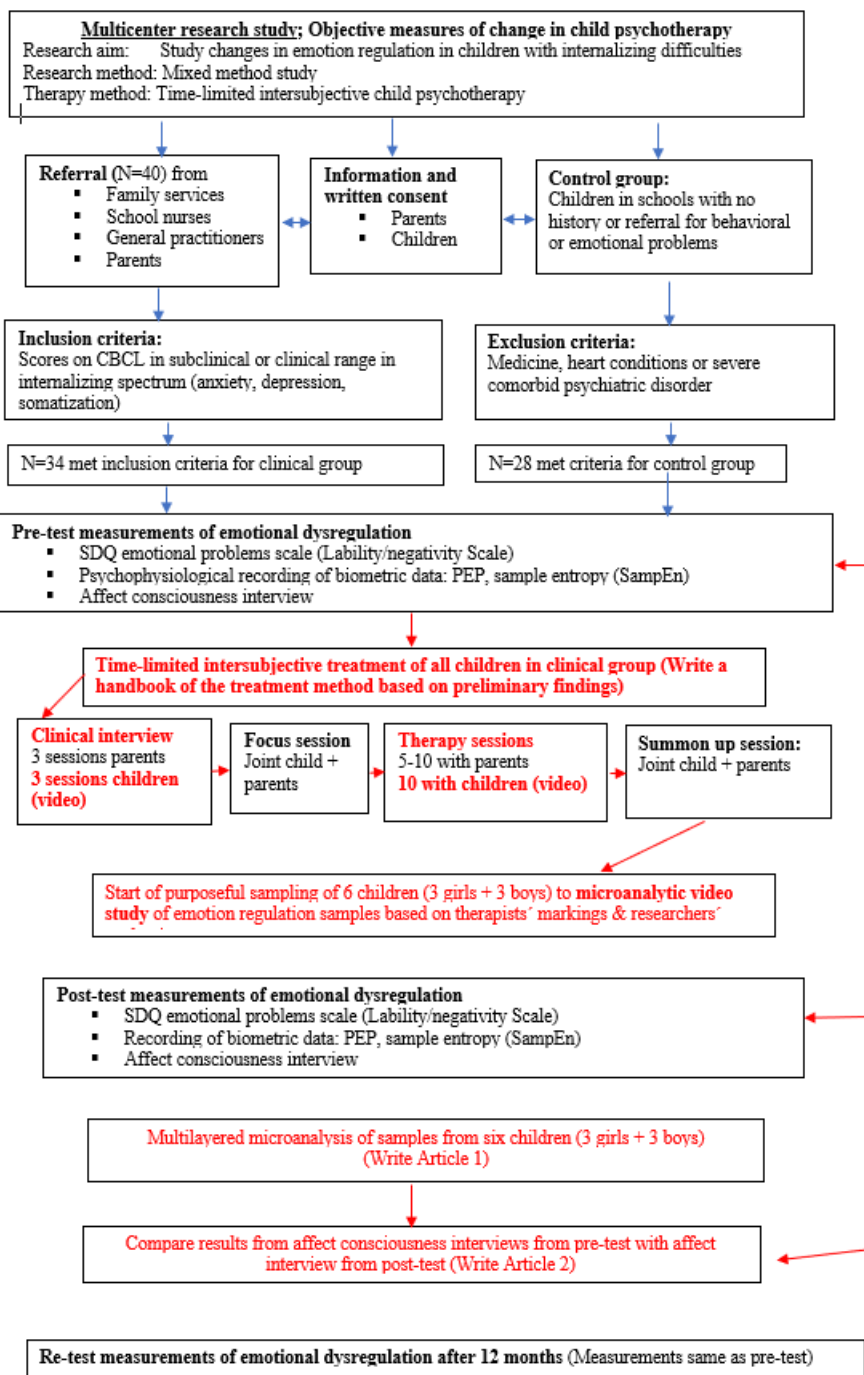 Multicenter research study; Objective measures of change in child psychotherapy
Research aim: Study changes in emotion regulation in children with internalizing difficulties
Research method: Mixed method study
Therapy method: Time-limited intersubjective child psychotherapy
Referral (N=40) from
▪ Family services
▪ School nurses
▪ General practitioners
▪ Parents
Information and
written consent
▪ Parents
▪ Children
Control group:
Children in schools with no
history or referral for behavioral
or emotional problems
Inclusion criteria:
Scores on CBCL in subclinical or clinical range in
internalizing spectrum (anxiety, depression,
somatization)
Exclusion criteria:
Medicine, heart conditions or severe
comorbid psychiatric disorder
N=34 met inclusion criteria for clinical group
N=28 met criteria for control group
Pre-test measurements of emotional dysregulation
▪ SDQ emotional problems scale (Lability/negativity Scale)
▪ Psychophysiological recording of biometric data: PEP, sample entropy (SampEn)
▪ Affect consciousness interview
Time-limited intersubjective treatment of all children in clinical group (Write a
handbook of the treatment method based on preliminary findings)
Clinical interview
3 sessions parents
3 sessions children
(video)
Focus session
Joint child +
parents
Therapy sessions
5-10 with parents
10 with children (video)
Summon up session:
Joint child + parents
Start of purposeful sampling of 6 children (3 girls + 3 boys) to microanalytic video
study of emotion regulation samples based on therapists´ markings & researchers´
Post-test measurements of emotional dysregulation
▪ SDQ emotional problems scale (Lability/negativity Scale)
▪ Recording of biometric data: PEP, sample entropy (SampEn)
▪ Affect consciousness interview
Multilayered microanalysis of samples from six children (3 girls + 3 boys)
(Write Article 1)
Compare results from affect consciousness interviews from pre-test with affect
interview from post-test (Write Article 2)
Re-test measurements of emotional dysregulation after 12 months (Measurements same as pre-test)